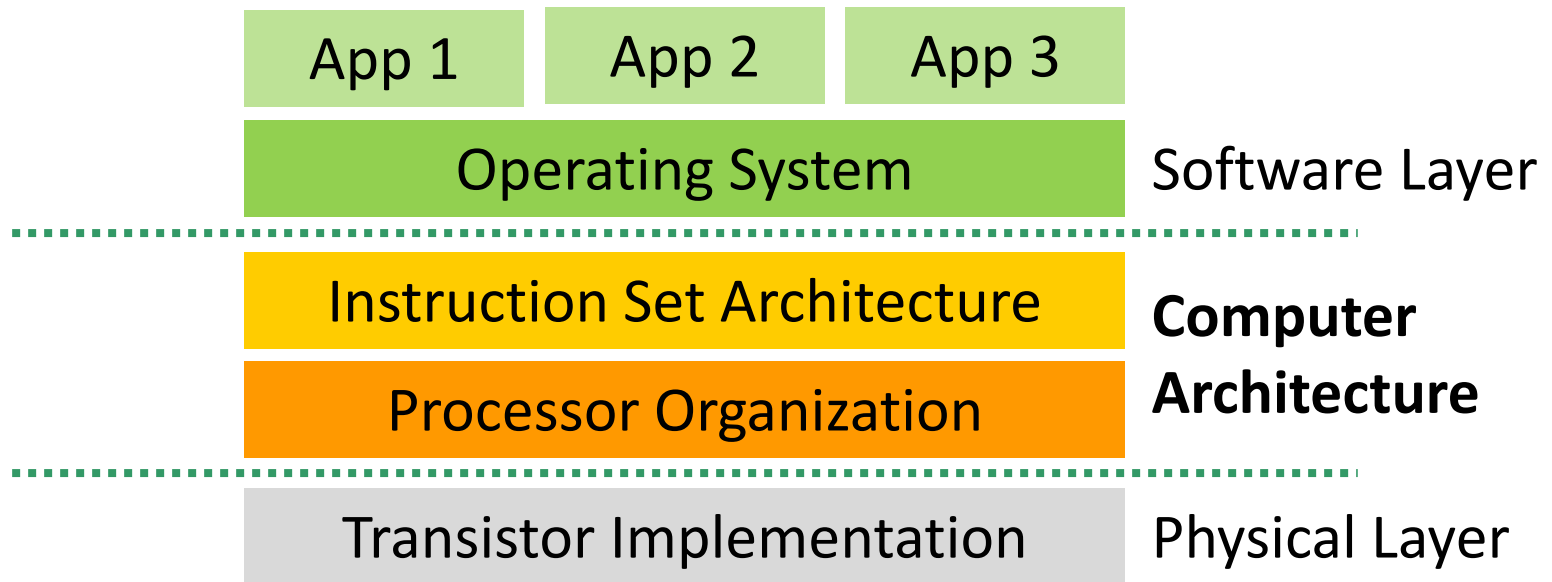 App 1
App 2
App 3
Operating System
Software Layer
Instruction Set Architecture
Computer
Architecture
Processor Organization
Transistor Implementation
Physical Layer